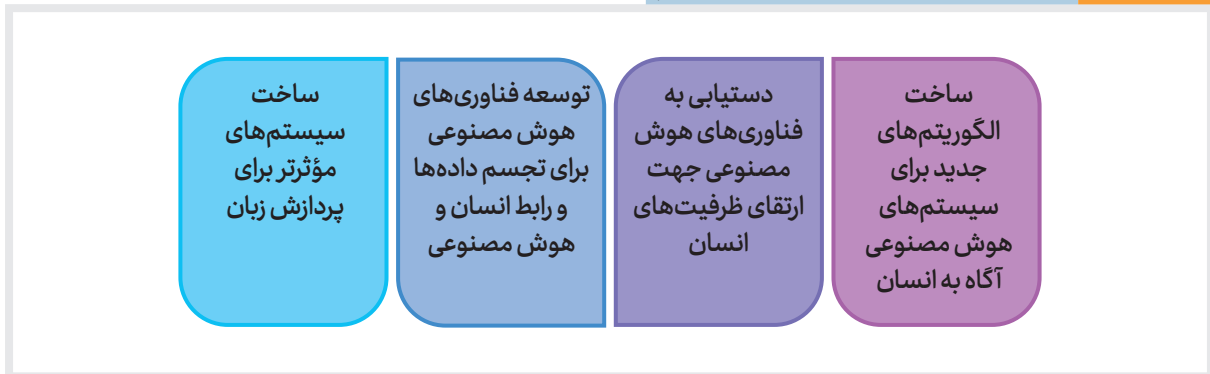 ساخت
الگوریتم‌های
جدید برای
سیستم‌های
هوش مصنوعی
آگاه به انسان
دستیابی به
فناوری‌های هوش
مصنوعی جهت
ارتقای ظرفیت‌های
انسان
توسعه فناوری‌های
هوش مصنوعی
برای تجسم داده‌ها
و رابط انسان و
هوش مصنوعی
ساخت
سیستم‌های
مؤثرتر برای
پردازش زبان